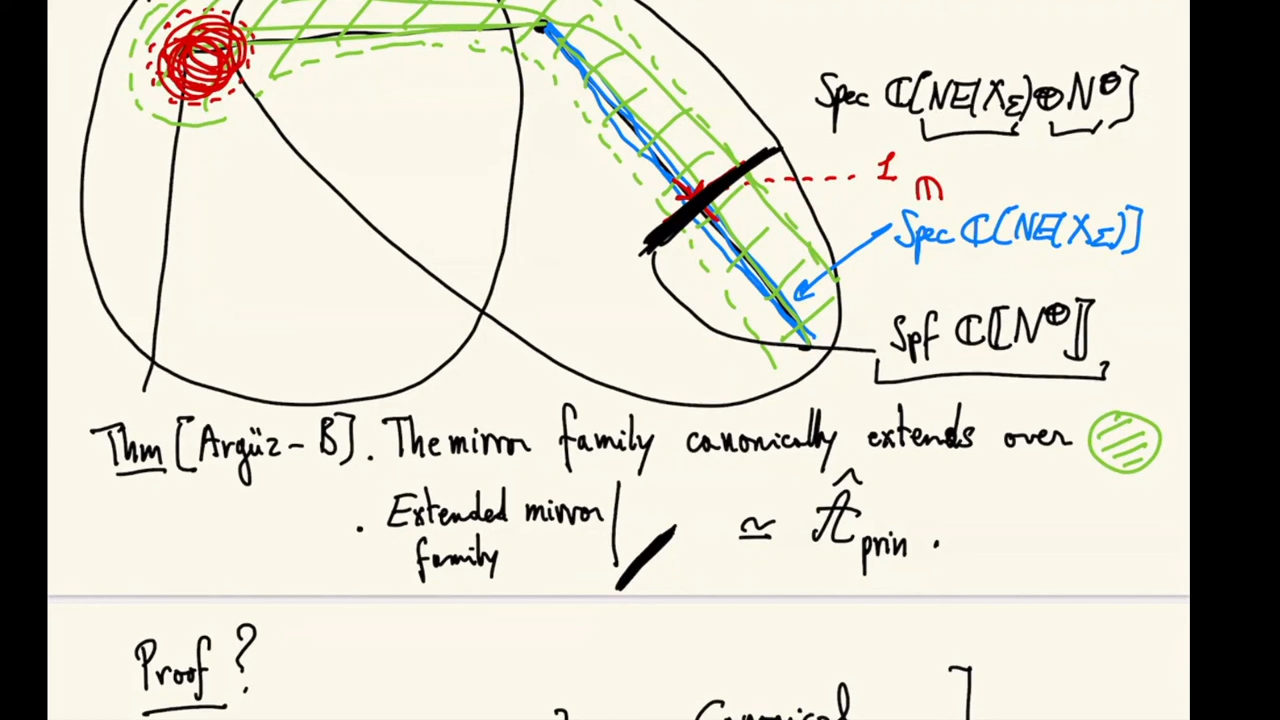 Spec ℂ[NE(X_Σ)⊕N^⊕]
1
m
Spec ℂ[NE(X_Σ)]
Spf ℂ[[N^⊕]]
Thm [Argüz-B]. The mirror family canonically extends over
. Extended mirror family | ≃ Â_prin .
Proof ?
Canonical